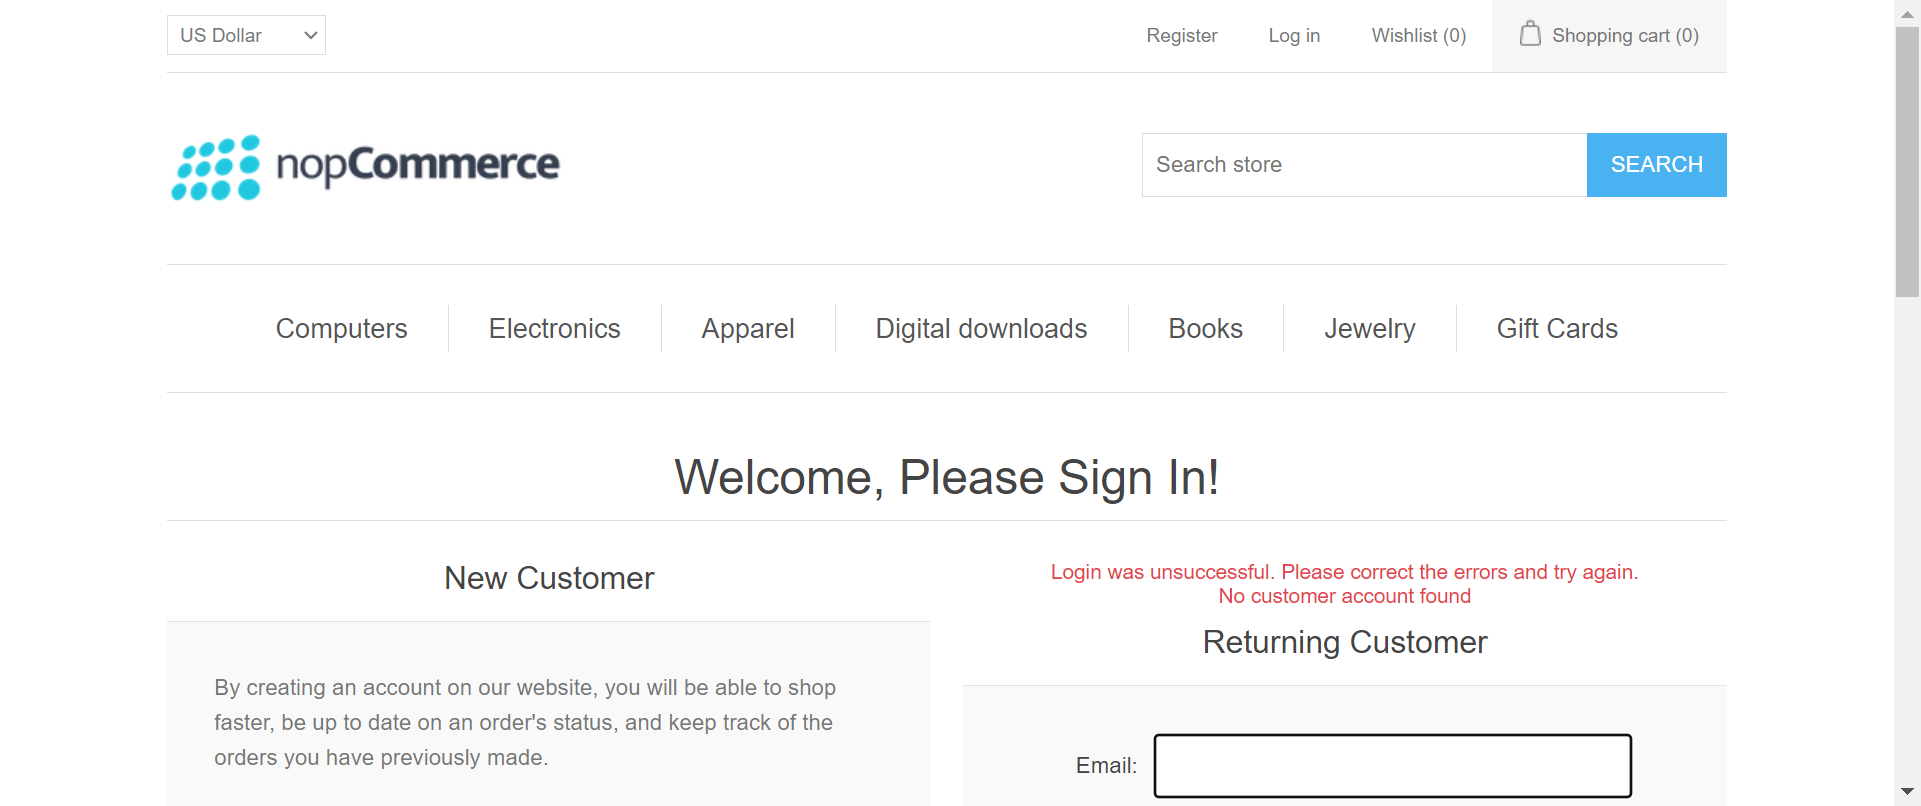 US Dollar
Register
Log in
Wishlist (0)
Shopping cart (0)
nopCommerce
Search store
SEARCH
Computers
Electronics
Apparel
Digital downloads
Books
Jewelry
Gift Cards
Welcome, Please Sign In!
New Customer
By creating an account on our website, you will be able to shop
faster, be up to date on an order's status, and keep track of the
orders you have previously made.
Login was unsuccessful. Please correct the errors and try again.
No customer account found
Returning Customer
Email: